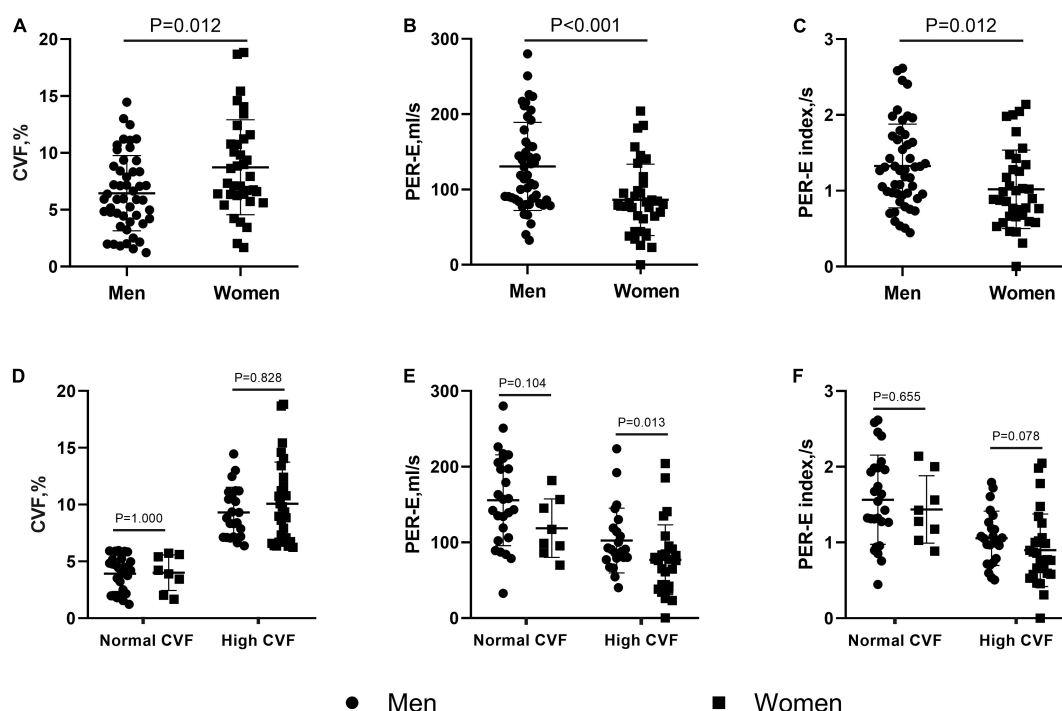 A
P=0.012
CVF,%
20
15
10
5
0
Men
Women
B
P<0.001
PER-E,ml/s
300
200
100
0
Men
Women
C
P=0.012
PER-E index,/s
3
2
1
0
Men
Women
D
P=0.828
P=1.000
CVF,%
20
15
10
5
0
Normal CVF
High CVF
E
P=0.104
P=0.013
PER-E,ml/s
300
200
100
0
Normal CVF
High CVF
F
P=0.655
P=0.078
PER-E index,/s
3
2
1
0
Normal CVF
High CVF
Men
Women